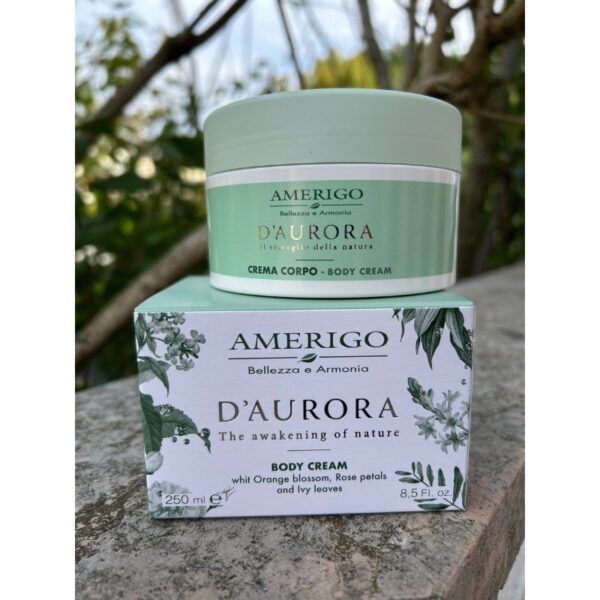 AMERIGO
Bellezza e Armonia
D'AURORA
Il risveglio della natura
CREMA CORPO - BODY CREAM
AMERIGO
Bellezza e Armonia
D'AURORA
The awakening of nature
BODY CREAM
whit Orange blossom, Rose petals
and Ivy leaves
250 ml e
8,5 Fl. oz.